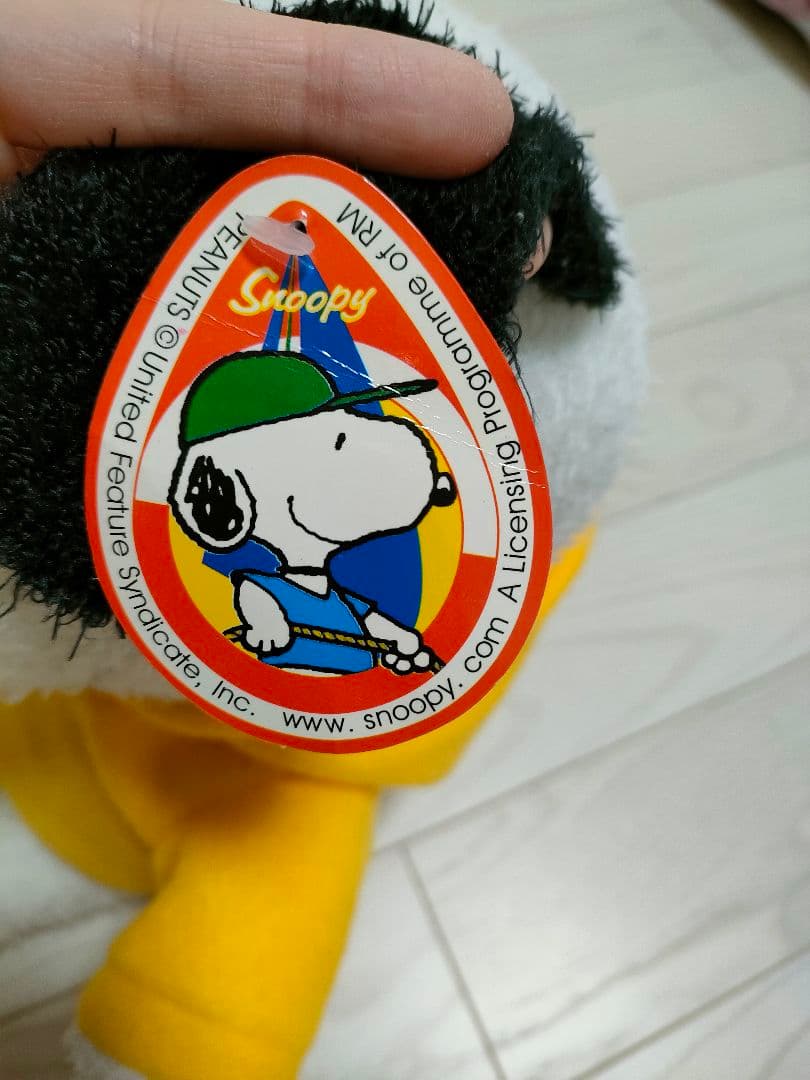 Snoopy
PEANUTS © United Feature Syndicate, Inc. www.snoopy.com A Licensing Programme of RM